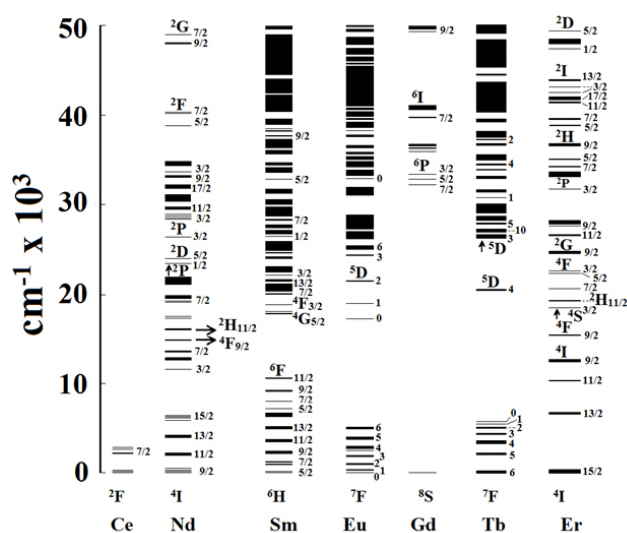 cm-1 x 10³
50
40
30
20
10
0
7/2
²F
Ce
²G
7/2
9/2
²F
7/2
5/2
3/2
9/2
17/2
11/2
3/2
²P
3/2
²D
5/2
1/2
²P
7/2
²H11/2
⁴F9/2
7/2
3/2
15/2
13/2
11/2
9/2
⁴I
Nd
9/2
5/2
7/2
1/2
3/2
13/2
7/2
⁴F3/2
⁴G5/2
⁶F
11/2
9/2
7/2
5/2
13/2
11/2
9/2
7/2
5/2
⁶H
Sm
0
6
3
⁵D
2
1
0
6
5
4
3
2
1
0
⁷F
Eu
9/2
⁶I
7/2
⁶P
3/2
5/2
7/2
⁸S
Gd
2
4
1
2
10
3
⁵D
⁵D
4
0
1
2
3
4
5
6
⁷F
Tb
²D
5/2
1/2
²I
13/2
3/2
17/2
11/2
7/2
5/2
²H
9/2
5/2
7/2
²P
3/2
9/2
11/2
²G
9/2
⁴F
3/2
5/2
7/2
²H11/2
3/2
⁴S
⁴F
9/2
⁴I
9/2
11/2
13/2
15/2
⁴I
Er